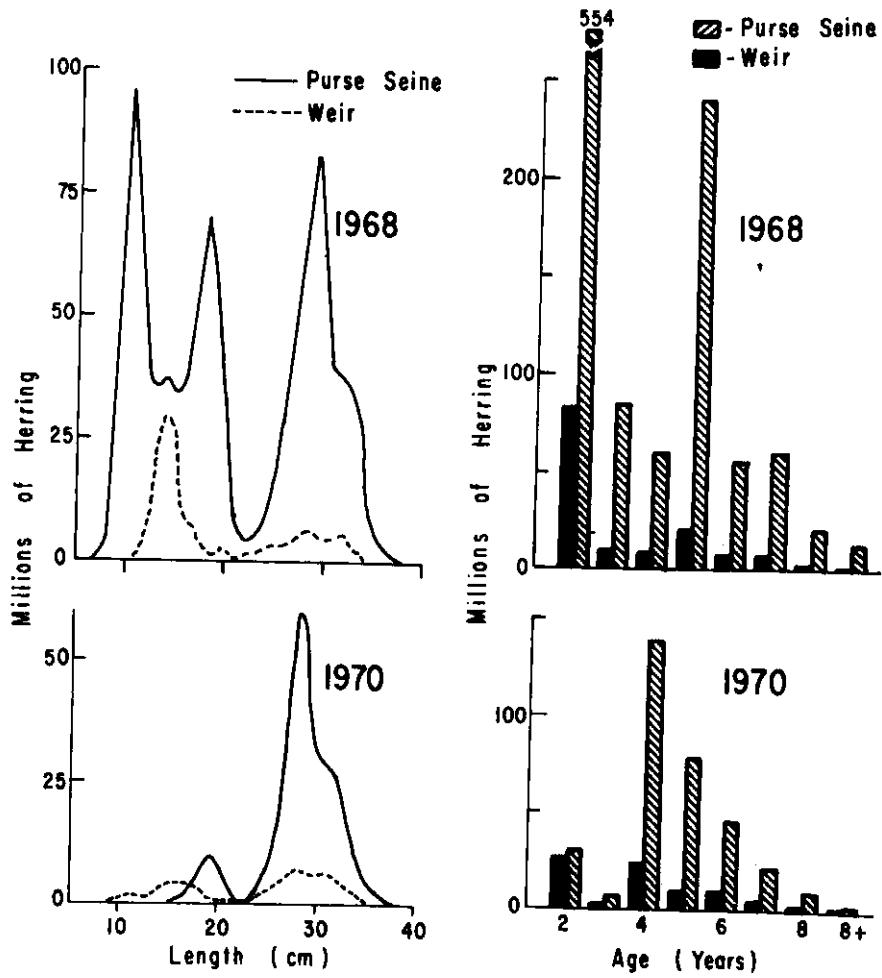 100
75
50
25
0
Purse Seine
Weir
1968
Millions of Herring
50
25
0
1970
10 20 30 40
Length (cm)
554
- Purse Seine
- Weir
200
100
0
1968
Millions of Herring
100
0
1970
2 4 6 8 8+
Age (Years)